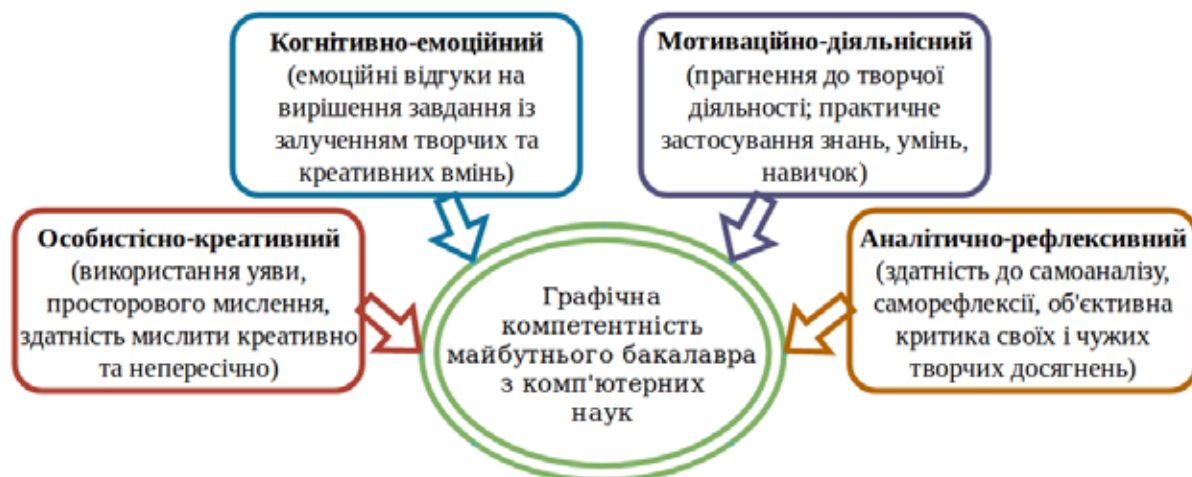 Когнітивно-емоційний
(емоційні відгуки на
вирішення завдання із
залученням творчих та
креативних вмінь)
Мотиваційно-діяльнісний
(прагнення до творчої
діяльності; практичне
застосування знань, умінь,
навичок)
Особистісно-креативний
(використання уяви,
просторового мислення,
здатність мислити креативно
та непересічно)
Графічна
компетентність
майбутнього бакалавра
з комп'ютерних
наук
Аналітично-рефлексивний
(здатність до самоаналізу,
саморефлексії, об'єктивна
критика своїх і чужих
творчих досягнень)